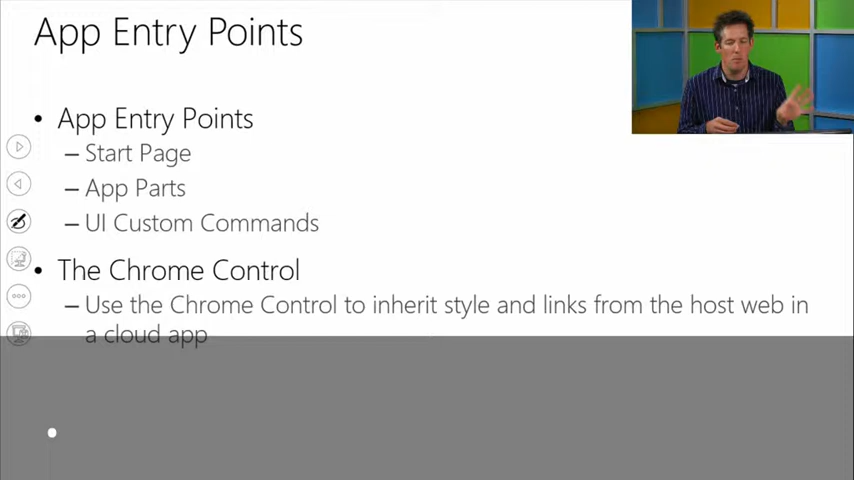 App Entry Points
• App Entry Points
– Start Page
– App Parts
– UI Custom Commands
• The Chrome Control
– Use the Chrome Control to inherit style and links from the host web in
a cloud app